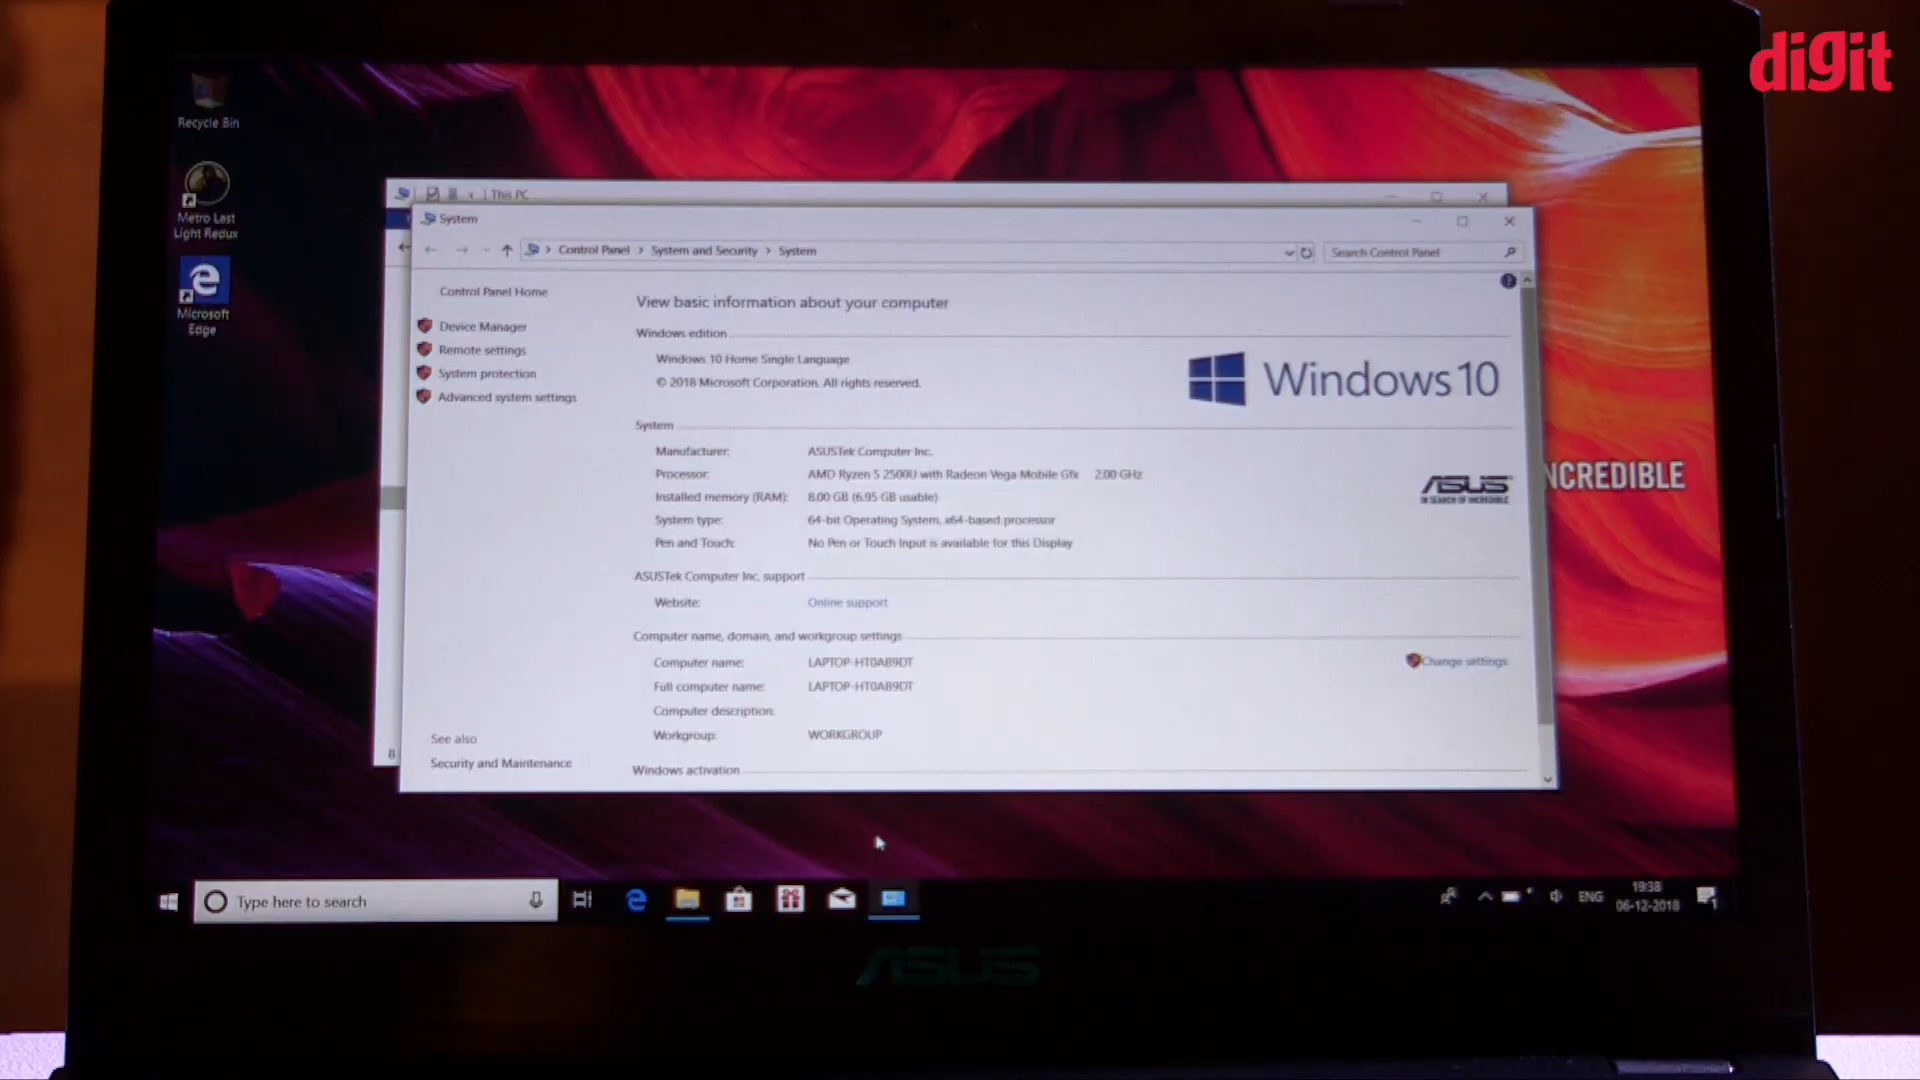 digit
Recycle Bin
Metro Last
Light Redux
Microsoft
Edge
This PC
System
Control Panel > System and Security > System
Search Control Panel
Control Panel Home
Device Manager
Remote settings
System protection
Advanced system settings
See also
Security and Maintenance
View basic information about your computer
Windows edition
Windows 10 Home Single Language
© 2018 Microsoft Corporation. All rights reserved.
Windows 10
System
Manufacturer: ASUSTek Computer Inc.
Processor: AMD Ryzen 5 2500U with Radeon Vega Mobile Gfx 2.00 GHz
Installed memory (RAM): 8.00 GB (6.95 GB usable)
System type: 64-bit Operating System, x64-based processor
Pen and Touch: No Pen or Touch Input is available for this Display
ASUS
IN SEARCH OF INCREDIBLE
NCREDIBLE
ASUSTek Computer Inc. support
Website: Online support
Computer name, domain, and workgroup settings
Computer name: LAPTOP-HT0AB9DT
Change settings
Full computer name: LAPTOP-HT0AB9DT
Computer description:
Workgroup: WORKGROUP
Windows activation
8
Type here to search
ENG
19:38
06-12-2018
1
ASUS